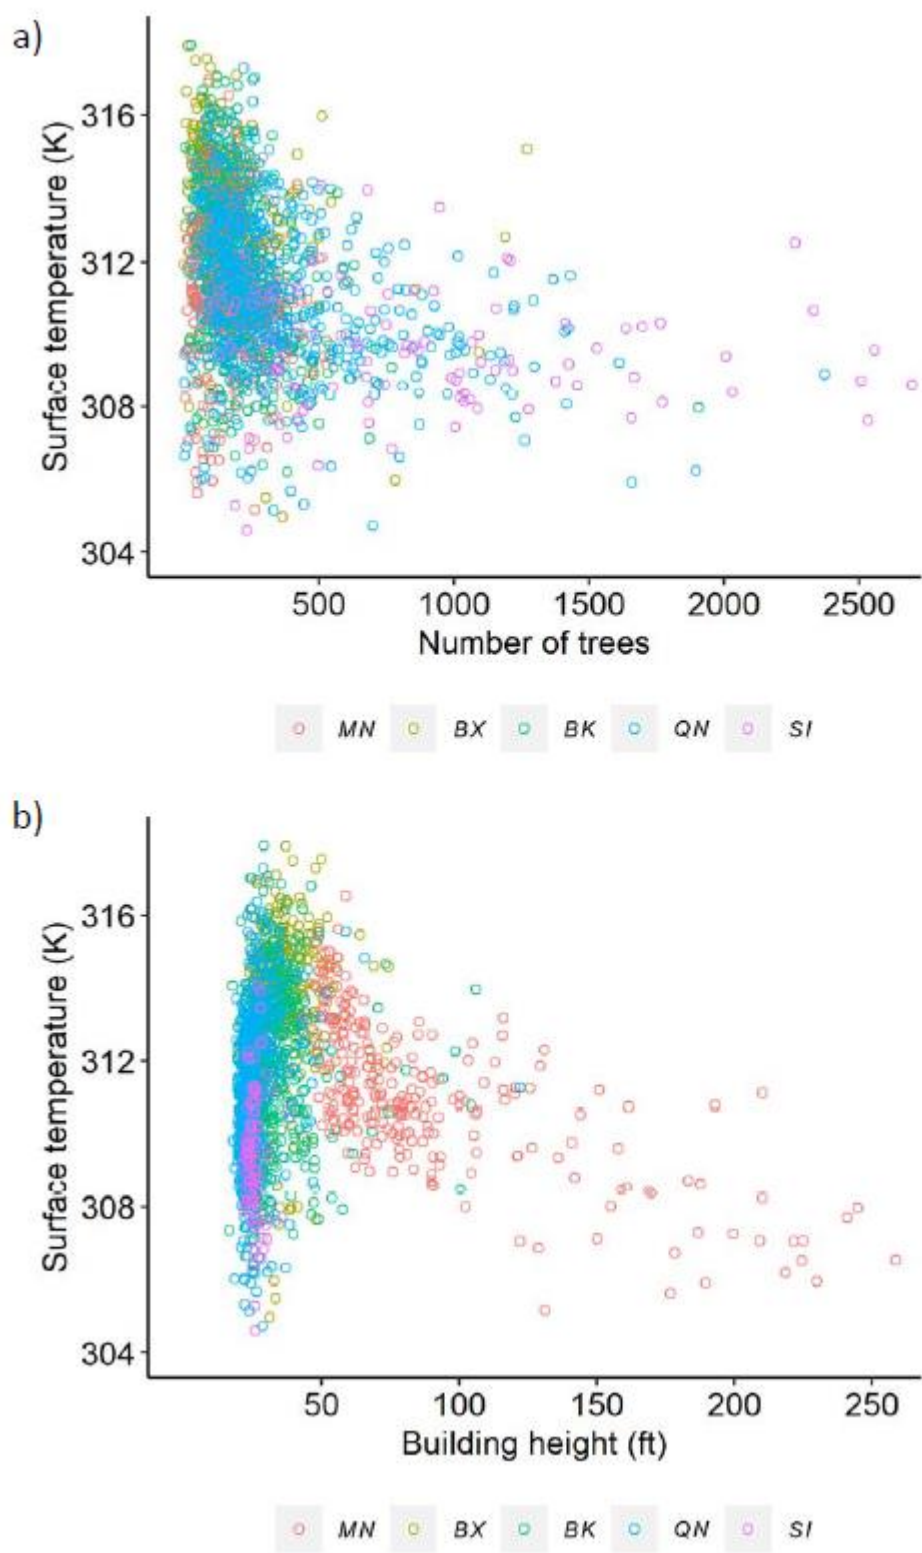 a)
Surface temperature (K)
316
312
308
304
500 1000 1500 2000 2500
Number of trees
MN BX BK QN SI
b)
Surface temperature (K)
316
312
308
304
50 100 150 200 250
Building height (ft)
MN BX BK QN SI